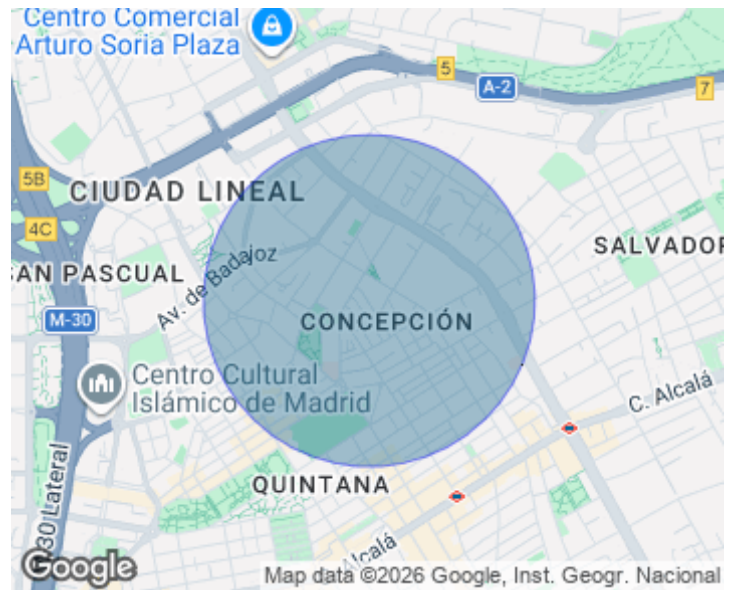 Centro Comercial
Arturo Soria Plaza
5
A-2
7
5B
CIUDAD LINEAL
4C
SALVADOR
SAN PASCUAL
Av. de Badajoz
M-30
CONCEPCIÓN
Centro Cultural
Islámico de Madrid
C. Alcalá
QUINTANA
30 Lateral
Alcalá
Google
Map data ©2026 Google, Inst. Geogr. Nacional